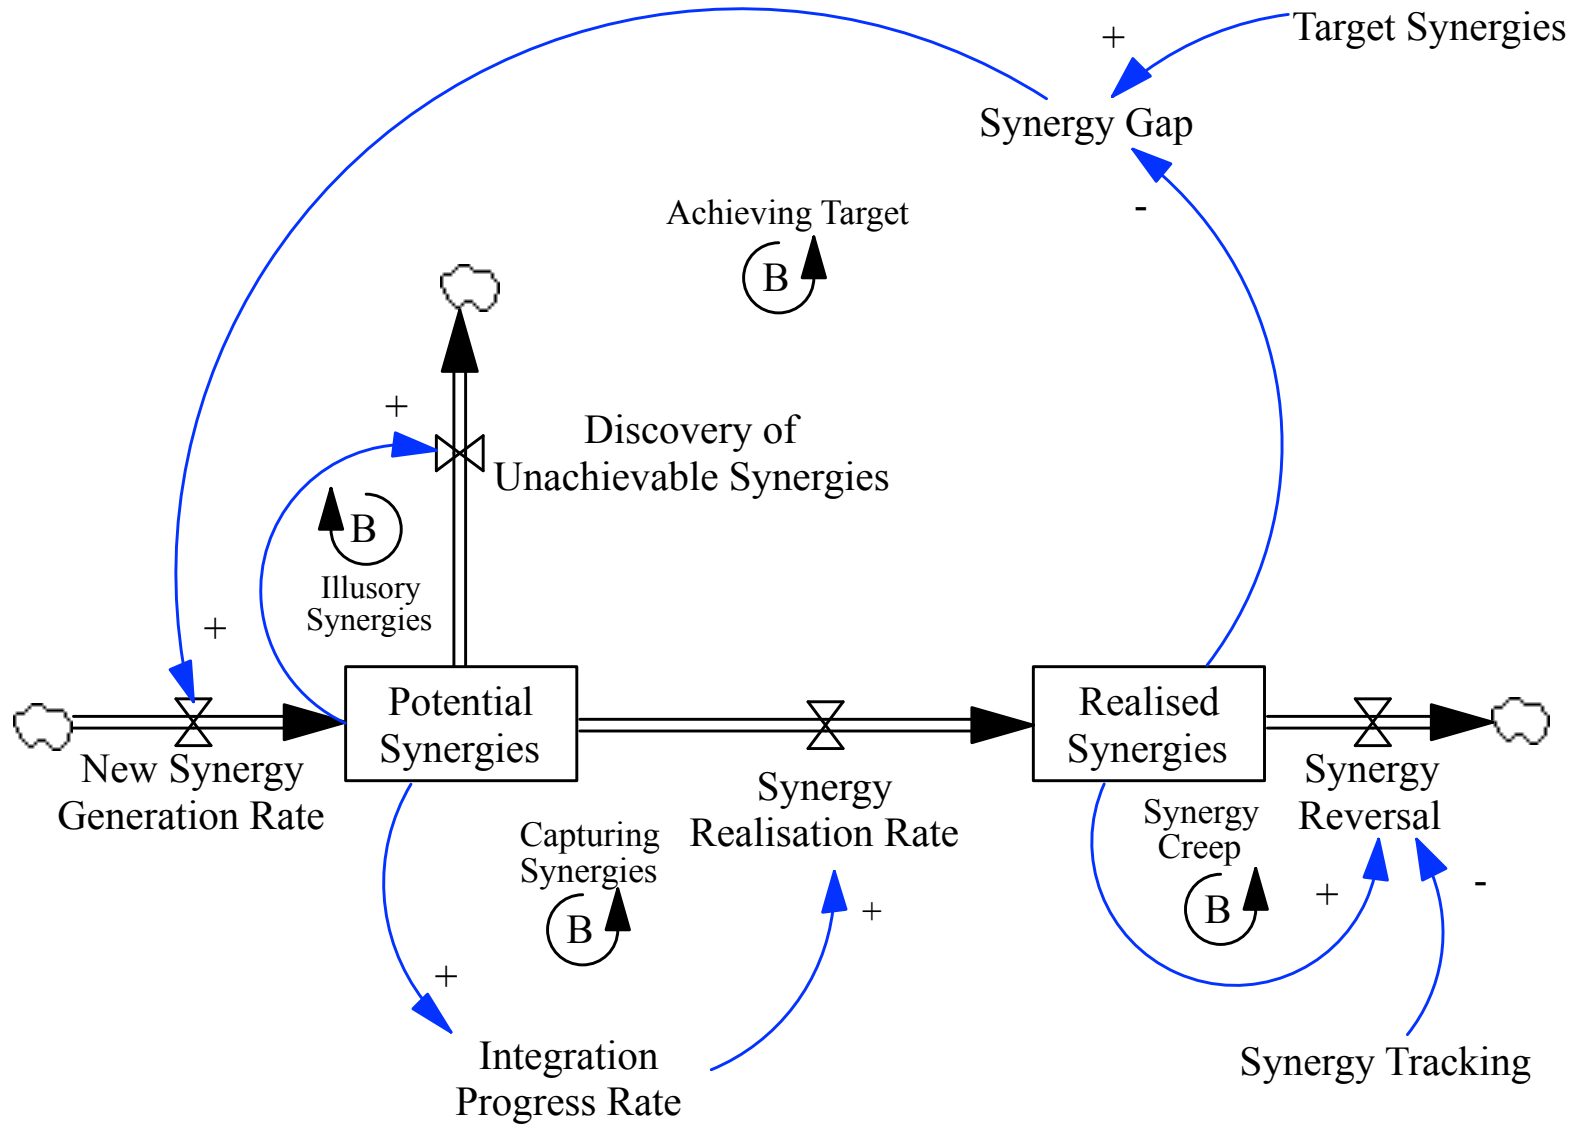 +
Target Synergies
Synergy Gap
-
Achieving Target
B
+
Discovery of
Unachievable Synergies
B
Illusory
Synergies
+
Potential
Synergies
Realised
Synergies
New Synergy
Generation Rate
Synergy
Realisation Rate
Synergy
Reversal
Capturing
Synergies
B
Synergy
Creep
B
+
-
+
+
Integration
Progress Rate
Synergy Tracking